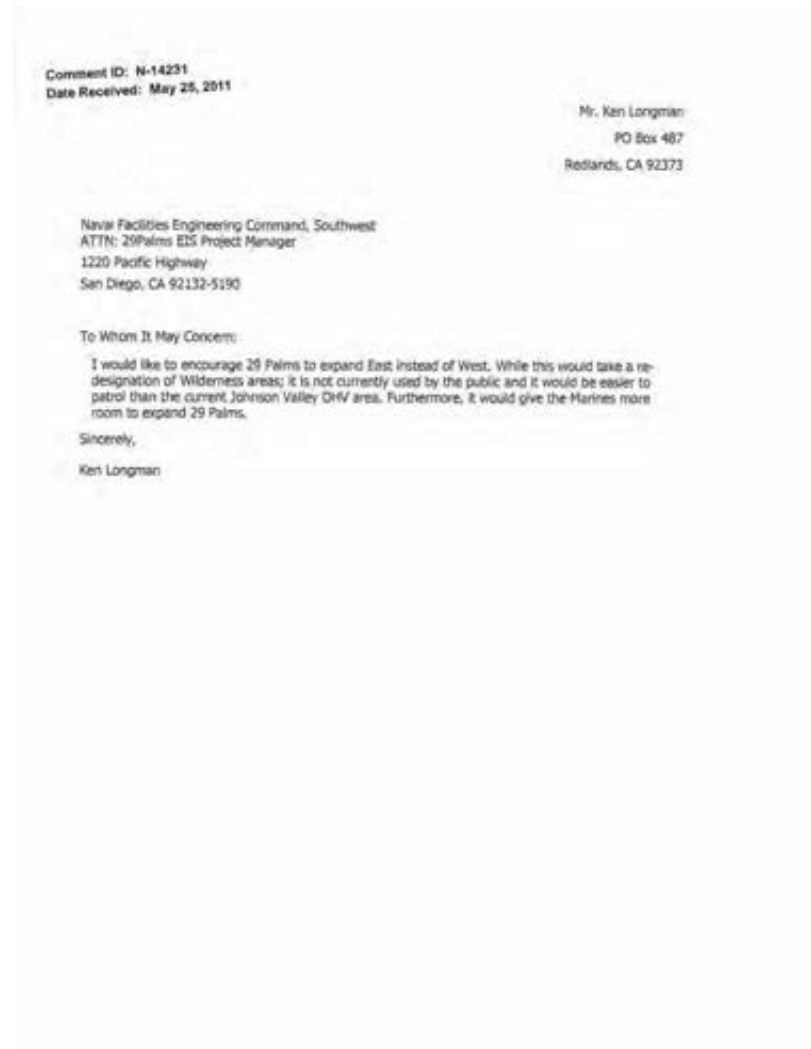 Comment ID: N-14231
Date Received: May 25, 2011
Mr. Ken Longman
PO Box 487
Redlands, CA 92373
Naval Facilities Engineering Command, Southwest
ATTN: 29Palms EIS Project Manager
1220 Pacific Highway
San Diego, CA 92132-5190
To Whom It May Concern:
I would like to encourage 29 Palms to expand East instead of West. While this would take a re-
designation of Wilderness areas; it is not currently used by the public and it would be easier to
patrol than the current Johnson Valley OHV area. Furthermore, it would give the Marines more
room to expand 29 Palms.
Sincerely,
Ken Longman